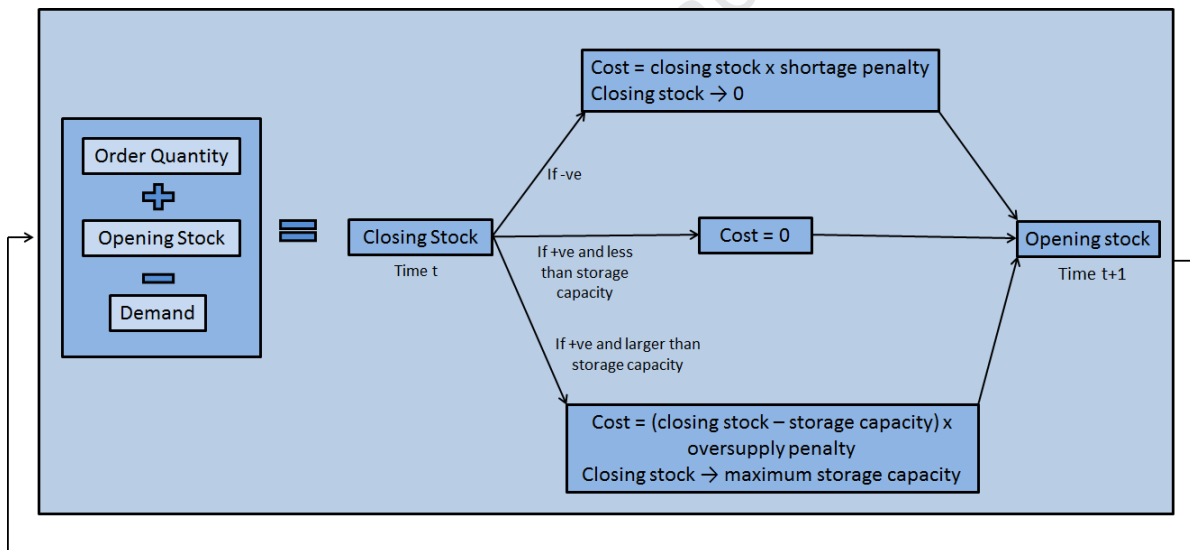 Order Quantity
Opening Stock
Demand
Closing Stock
Time t
If -ve
If +ve and less
than storage
capacity
If +ve and larger than
storage capacity
Cost = closing stock x shortage penalty
Closing stock → 0
Cost = 0
Cost = (closing stock – storage capacity) x
oversupply penalty
Closing stock → maximum storage capacity
Opening stock
Time t+1